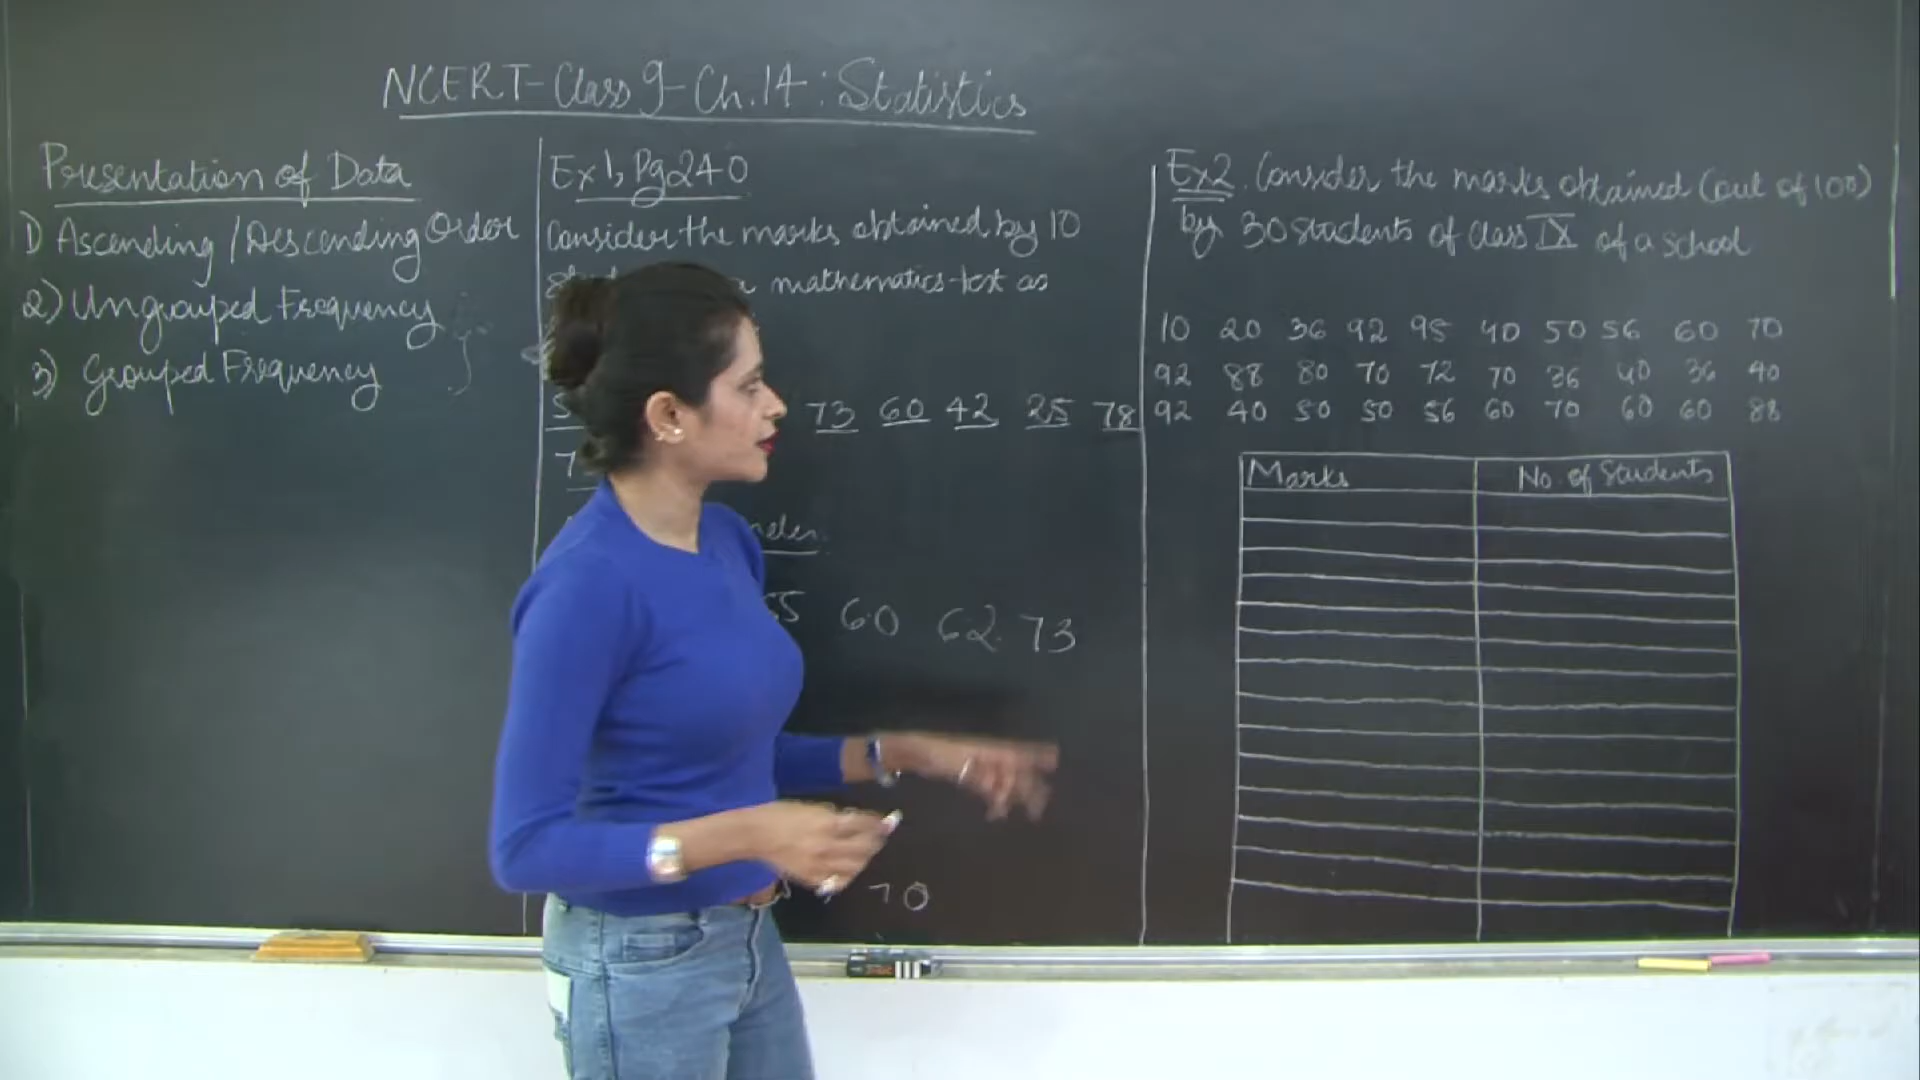 NCERT-Class 9-Ch.14: Statistics
Presentation of Data
1) Ascending/Descending Order
2) Ungrouped Frequency
3) Grouped Frequency
Ex1, Pg240
Consider the marks obtained by 10
mathematics test as
73 60 42 25 78
55 60 62 73
70
Ex2. Consider the marks obtained (out of 100)
by 30 students of class IX of a school
10 20 36 92 95 40 50 56 60 70
92 88 80 70 72 70 36 40 36 40
92 40 50 50 56 60 70 60 60 88
Marks No. of Students